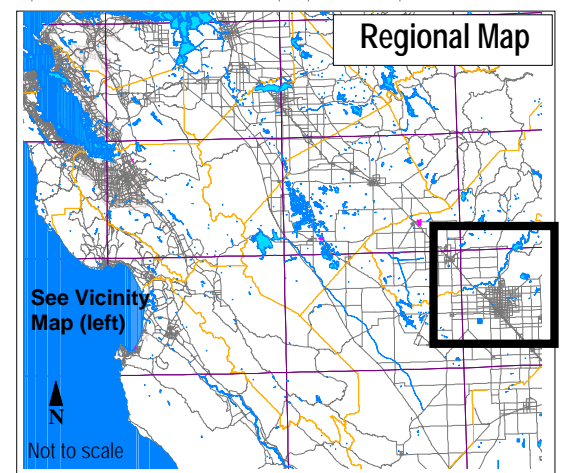 Regional Map
See Vicinity
Map (left)
N
Not to scale